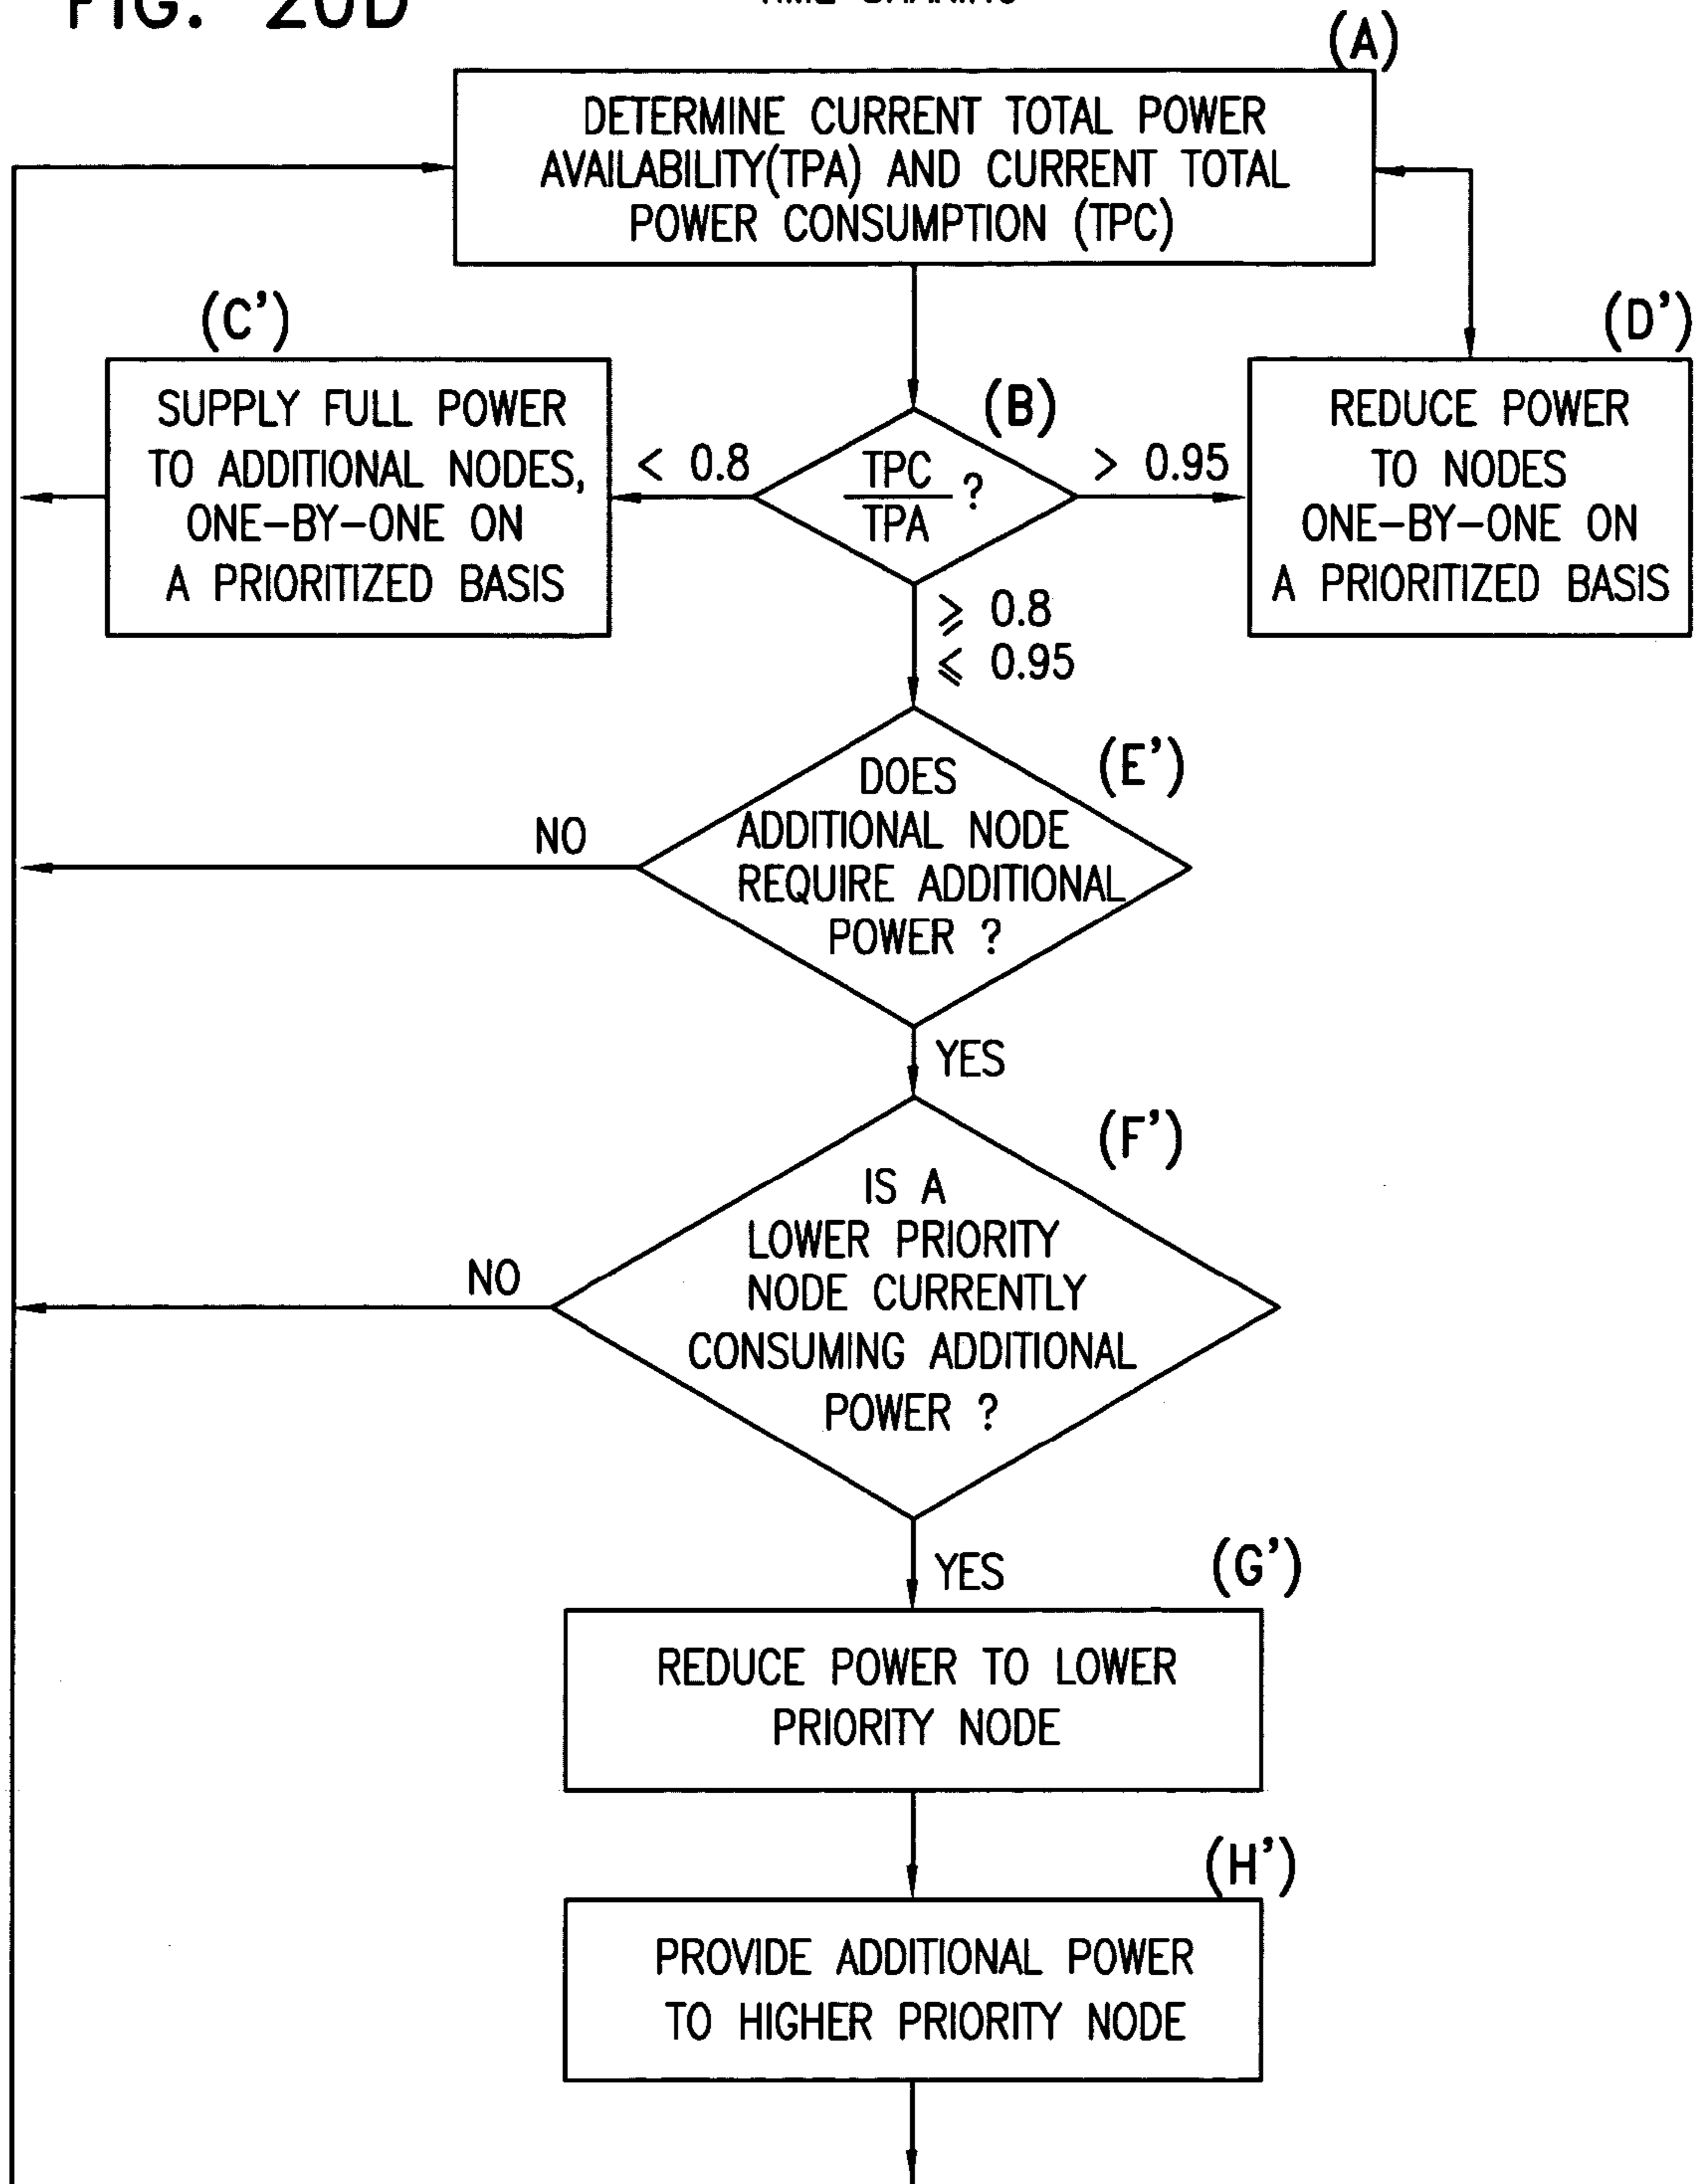 FIG. 20D
(A)
DETERMINE CURRENT TOTAL POWER
AVAILABILITY(TPA) AND CURRENT TOTAL
POWER CONSUMPTION (TPC)
(C')
SUPPLY FULL POWER
TO ADDITIONAL NODES,
ONE-BY-ONE ON
A PRIORITIZED BASIS
< 0.8
(B)
TPC
TPA
?
> 0.95
(D')
REDUCE POWER
TO NODES
ONE-BY-ONE ON
A PRIORITIZED BASIS
⩾ 0.8
⩽ 0.95
(E')
DOES
ADDITIONAL NODE
REQUIRE ADDITIONAL
POWER ?
NO
YES
(F')
IS A
LOWER PRIORITY
NODE CURRENTLY
CONSUMING ADDITIONAL
POWER ?
NO
YES
(G')
REDUCE POWER TO LOWER
PRIORITY NODE
(H')
PROVIDE ADDITIONAL POWER
TO HIGHER PRIORITY NODE